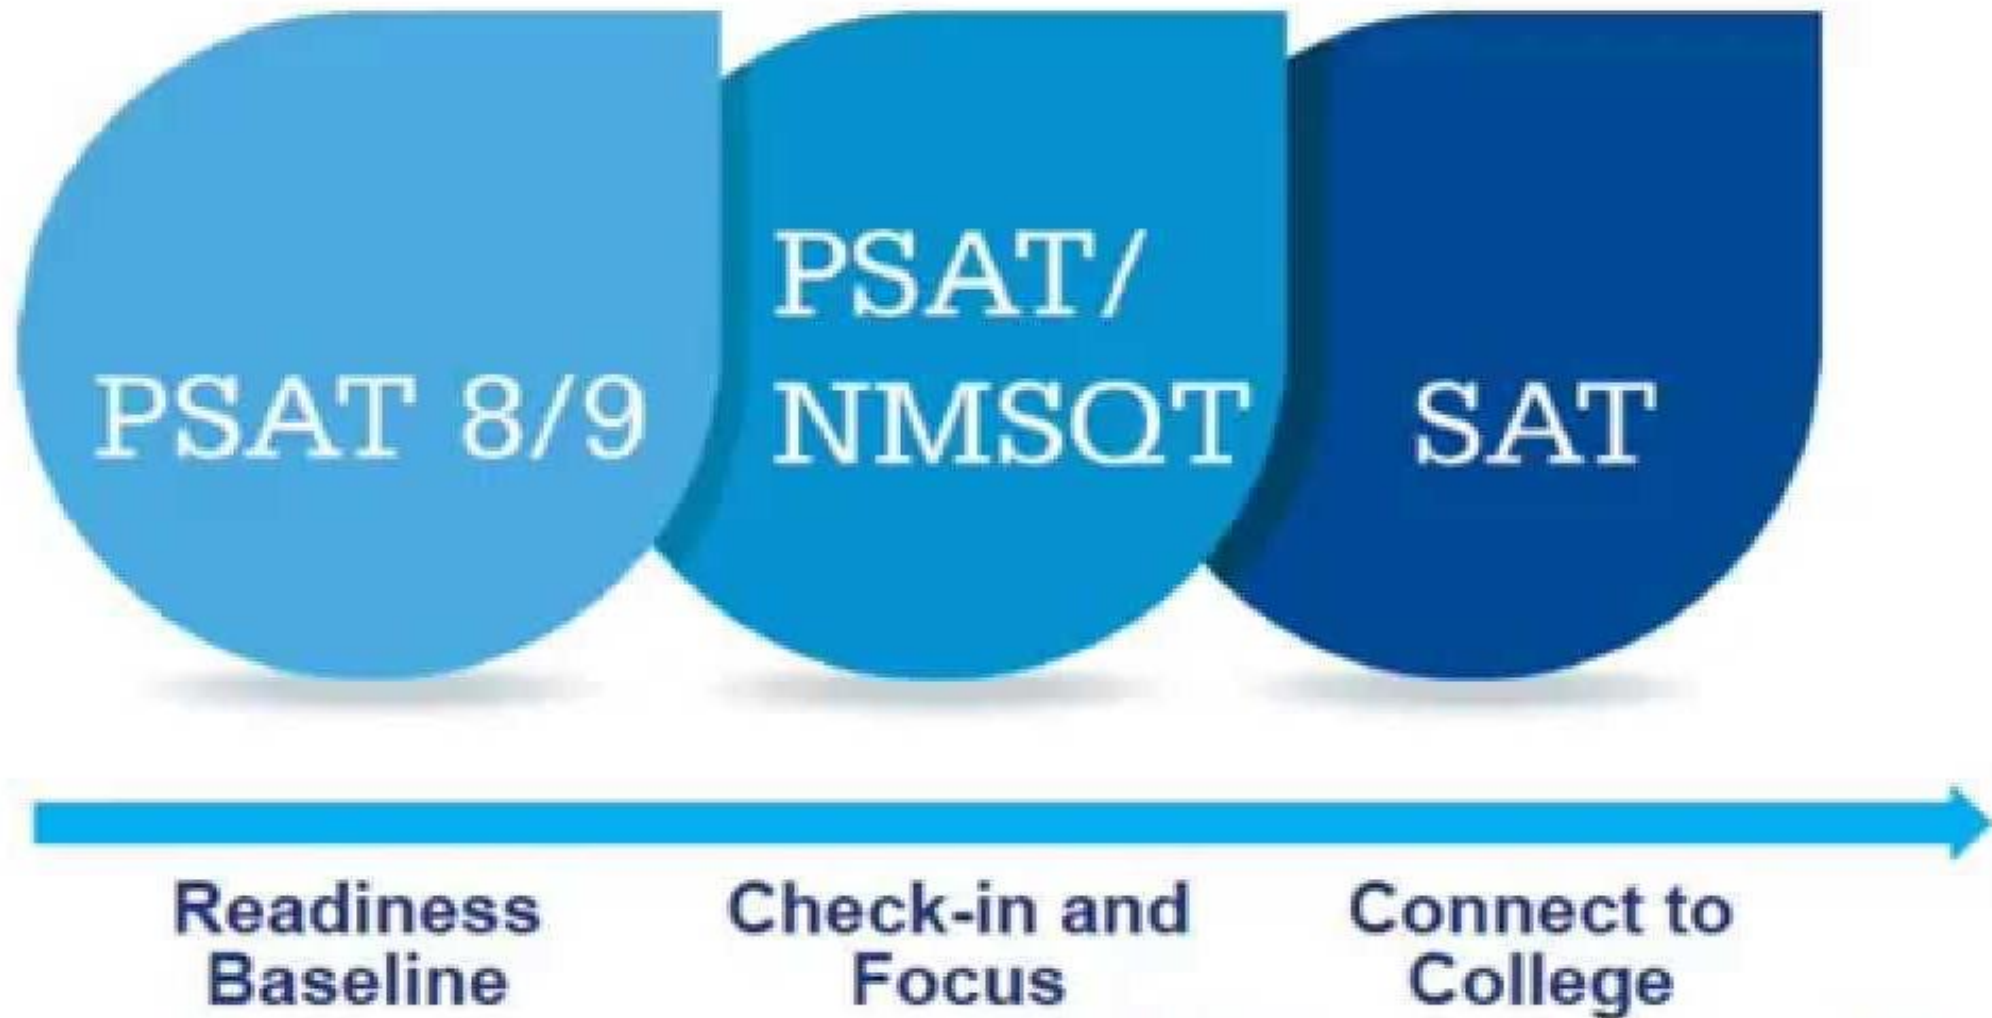 PSAT 8/9
PSAT/
NMSQT
SAT
Readiness
Baseline
Check-in and
Focus
Connect to
College